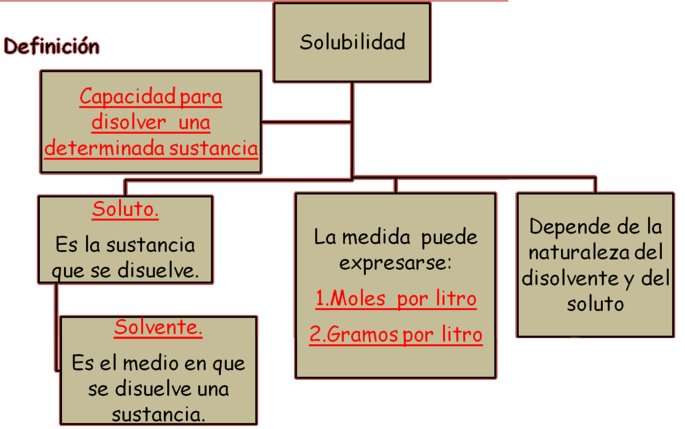 Solubilidad
Definición
Capacidad para
disolver una
determinada sustancia
Soluto.
Es la sustancia
que se disuelve.
Solvente.
Es el medio en que
se disuelve una
sustancia.
La medida puede
expresarse:
1.Moles por litro
2.Gramos por litro
Depende de la
naturaleza del
disolvente y del
soluto